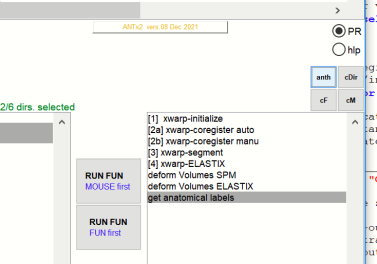 ANTx2 vers 08 Dec 2021
PR
hlp
anth
cDir
cF
cM
2/6 dirs. selected
[1] xwarp-initialize
[2a] xwarp-coregister auto
[2b] xwarp-coregister manu
[3] xwarp-segment
[4] xwarp-ELASTIX
deform Volumes SPM
deform Volumes ELASTIX
get anatomical labels
RUN FUN
MOUSE first
RUN FUN
FUN first